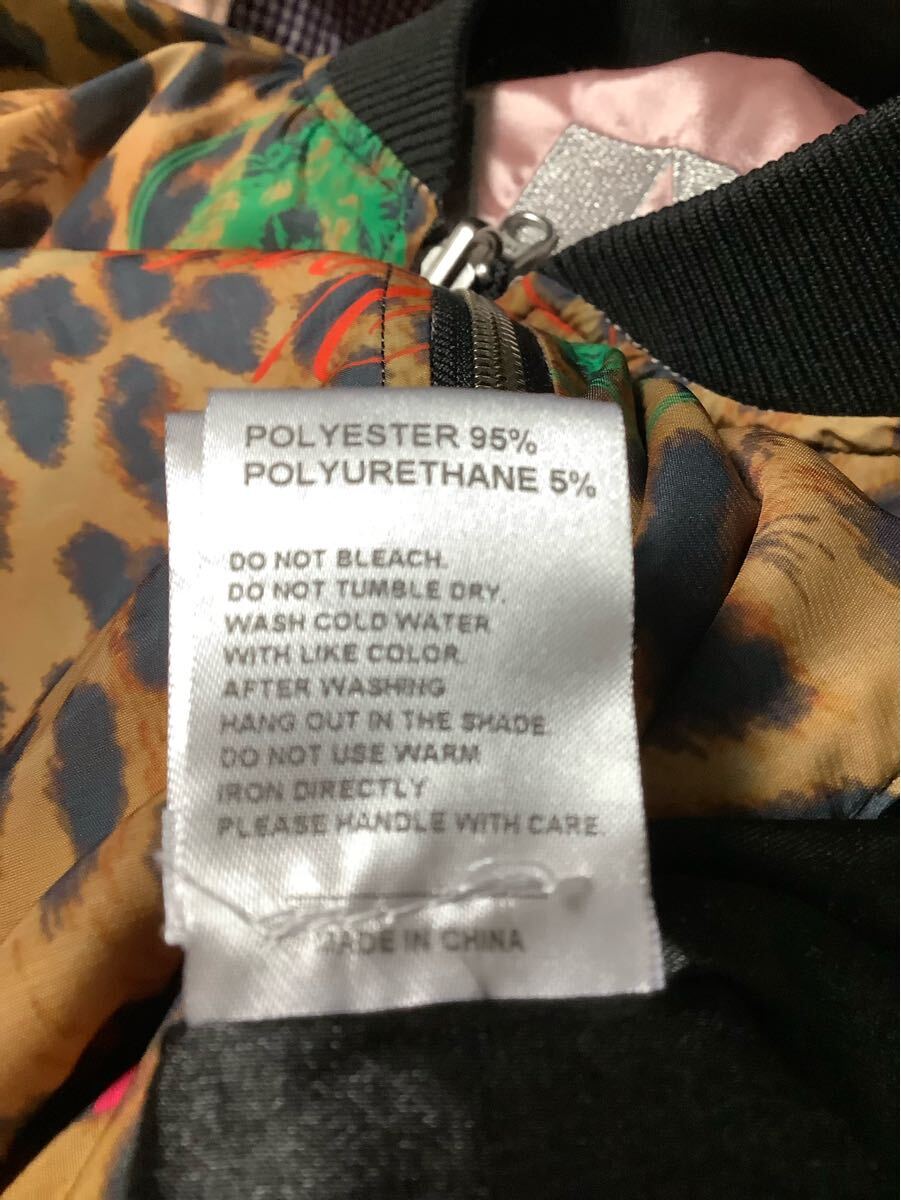 POLYESTER 95%
POLYURETHANE 5%
DO NOT BLEACH.
DO NOT TUMBLE DRY.
WASH COLD WATER
WITH LIKE COLOR.
AFTER WASHING
HANG OUT IN THE SHADE.
DO NOT USE WARM
IRON DIRECTLY
PLEASE HANDLE WITH CARE.
MADE IN CHINA